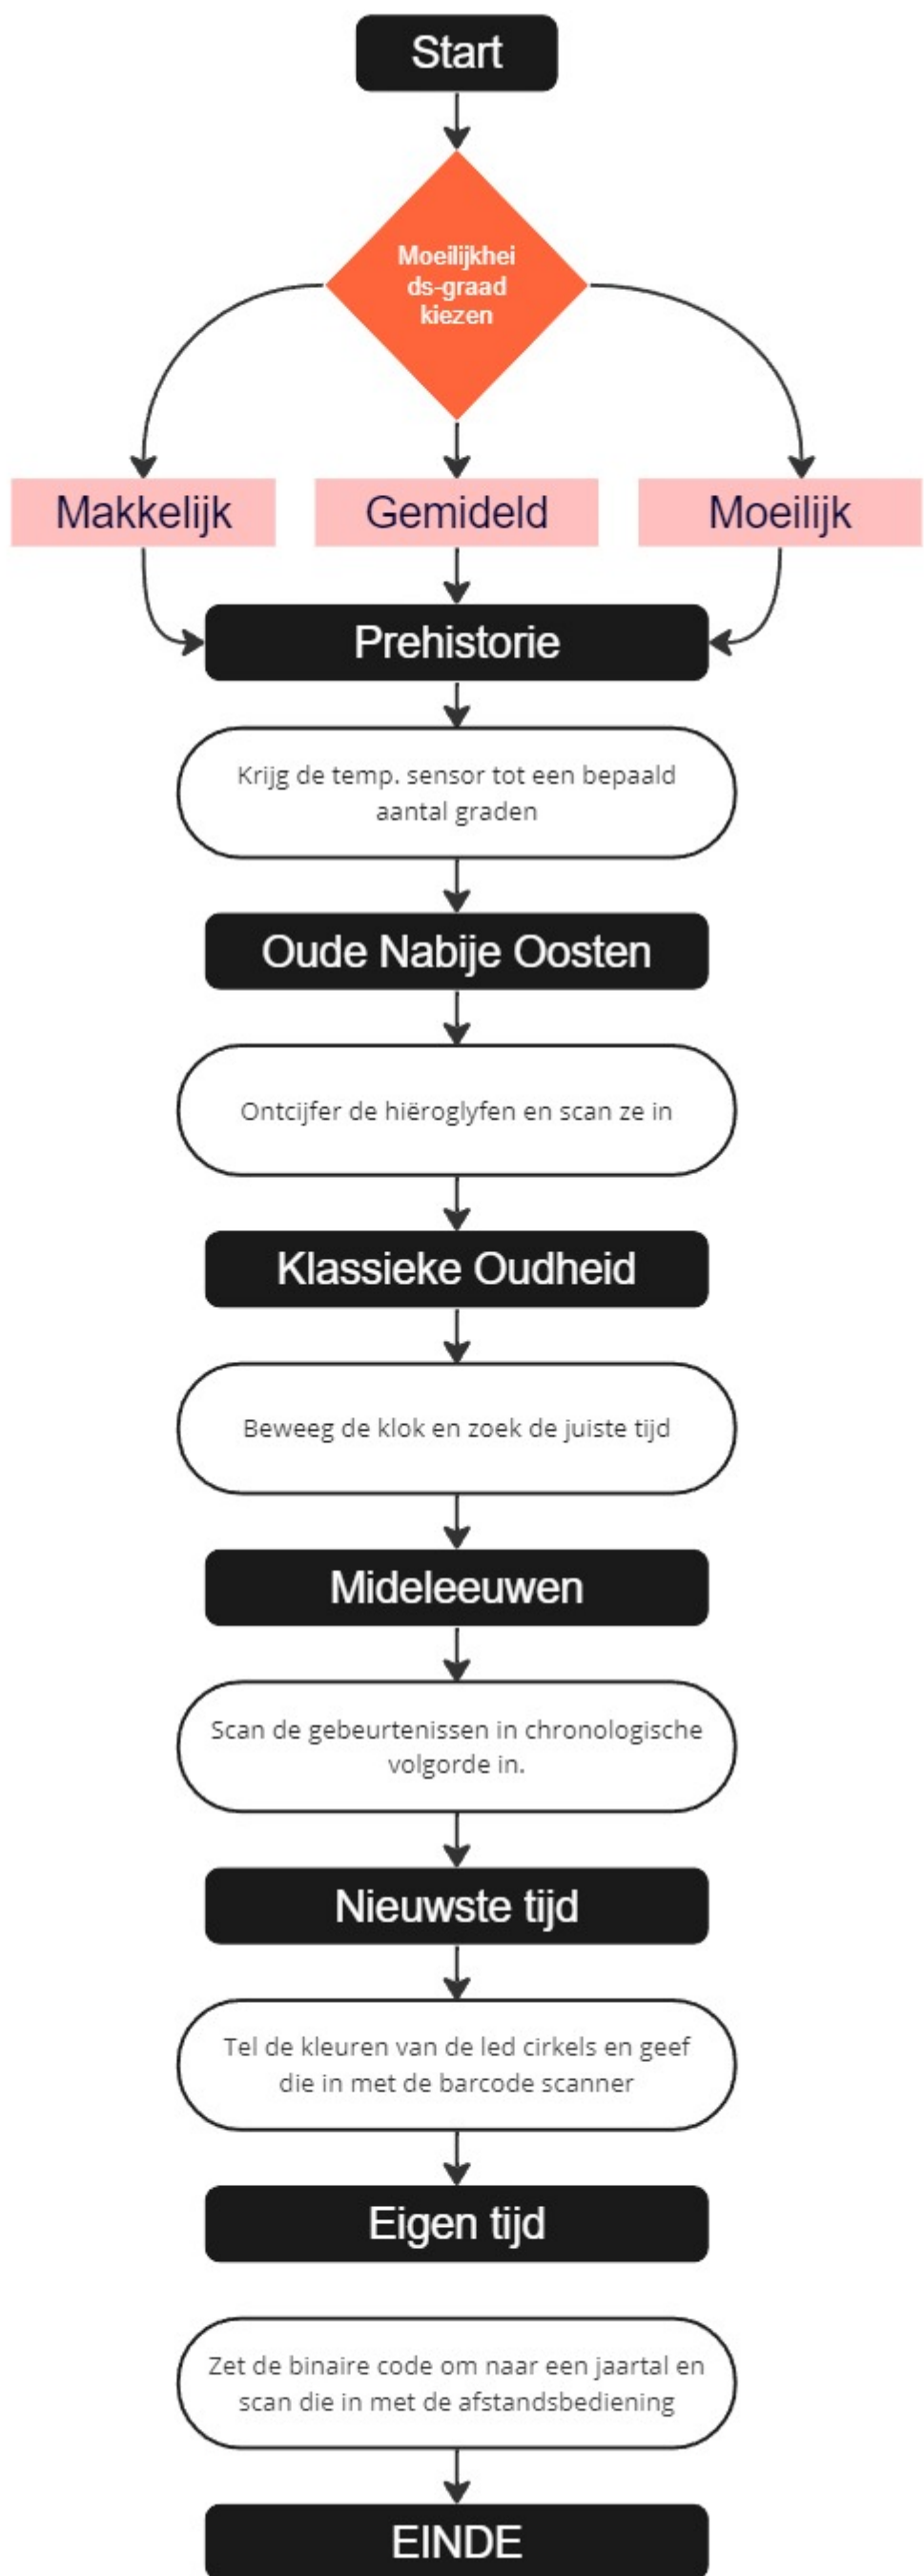 Start
Moeilijkhei
ds-graad
kiezen
Makkelijk
Gemideld
Moeilijk
Prehistorie
Krijg de temp. sensor tot een bepaald
aantal graden
Oude Nabije Oosten
Ontcijfer de hiëroglyfen en scan ze in
Klassieke Oudheid
Beweeg de klok en zoek de juiste tijd
Mideleeuwen
Scan de gebeurtenissen in chronologische
volgorde in.
Nieuwste tijd
Tel de kleuren van de led cirkels en geef
die in met de barcode scanner
Eigen tijd
Zet de binaire code om naar een jaartal en
scan die in met de afstandsbediening
EINDE